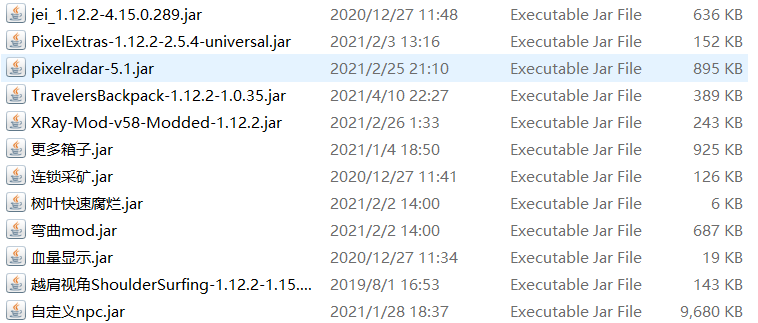 jei_1.12.2-4.15.0.289.jar 2020/12/27 11:48 Executable Jar File 636 KB
PixelExtras-1.12.2-2.5.4-universal.jar 2021/2/3 13:16 Executable Jar File 152 KB
pixelradar-5.1.jar 2021/2/25 21:10 Executable Jar File 895 KB
TravelersBackpack-1.12.2-1.0.35.jar 2021/4/10 22:27 Executable Jar File 389 KB
XRay-Mod-v58-Modded-1.12.2.jar 2021/2/26 1:33 Executable Jar File 243 KB
更多箱子.jar 2021/1/4 18:50 Executable Jar File 925 KB
连锁采矿.jar 2020/12/27 11:41 Executable Jar File 126 KB
树叶快速腐烂.jar 2021/2/2 14:00 Executable Jar File 6 KB
弯曲mod.jar 2021/2/2 14:00 Executable Jar File 687 KB
血量显示.jar 2020/12/27 11:34 Executable Jar File 19 KB
越肩视角ShoulderSurfing-1.12.2-1.15.... 2019/8/1 16:53 Executable Jar File 143 KB
自定义npc.jar 2021/1/28 18:37 Executable Jar File 9,680 KB